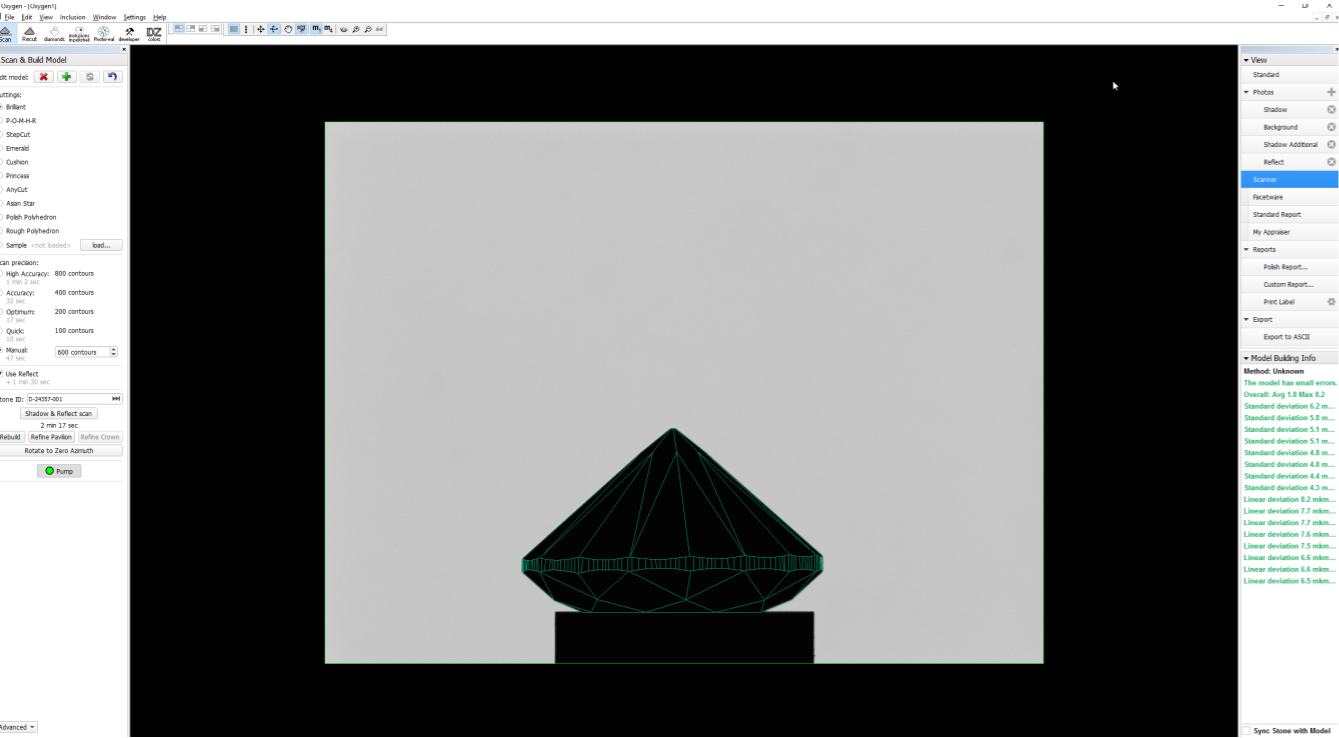 Oxygen - [Oxygen1]
File Edit View Inclusion Window Settings Help
Scan Recut diamonds inclusions inpolished Photoreal developer DZ colors
Scan & Build Model
dit model:
uttings:
Brilliant
P-O-M-H-R
StepCut
Emerald
Cushion
Princess
AnyCut
Asian Star
Polish Polyhedron
Rough Polyhedron
Sample <not loaded> load...
can precision:
High Accuracy: 800 contours
1 min 2 sec
Accuracy: 400 contours
32 sec
Optimum: 200 contours
17 sec
Quick: 100 contours
10 sec
Manual: 600 contours
47 sec
Use Reflect
+ 1 min 30 sec
tone ID: D-24357-001
Shadow & Reflect scan
2 min 17 sec
Rebuild Refine Pavilion Refine Crown
Rotate to Zero Azimuth
Pump
Advanced
View
Standard
Photos
Shadow
Background
Shadow Additional
Reflect
Scanner
Facetware
Standard Report
My Appraiser
Reports
Polish Report...
Custom Report...
Print Label
Export
Export to ASCII
Model Building Info
Method: Unknown
The model has small errors.
Overall: Avg 1.8 Max 8.2
Standard deviation 6.2 m...
Standard deviation 5.8 m...
Standard deviation 5.1 m...
Standard deviation 5.1 m...
Standard deviation 4.8 m...
Standard deviation 4.8 m...
Standard deviation 4.4 m...
Standard deviation 4.3 m...
Linear deviation 8.2 mkm...
Linear deviation 7.7 mkm...
Linear deviation 7.7 mkm...
Linear deviation 7.6 mkm...
Linear deviation 7.5 mkm...
Linear deviation 6.6 mkm...
Linear deviation 6.6 mkm...
Linear deviation 6.5 mkm...
Sync Stone with Model